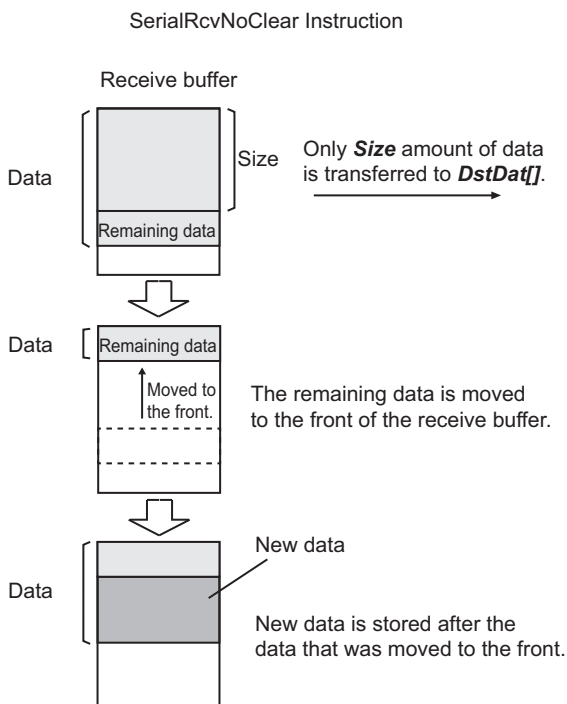 SerialRcvNoClear Instruction
Receive buffer
Data
Size
Only Size amount of data
is transferred to DstDat[].
Remaining data
Data
Remaining data
Moved to
the front.
The remaining data is moved
to the front of the receive buffer.
New data
Data
New data is stored after the
data that was moved to the front.